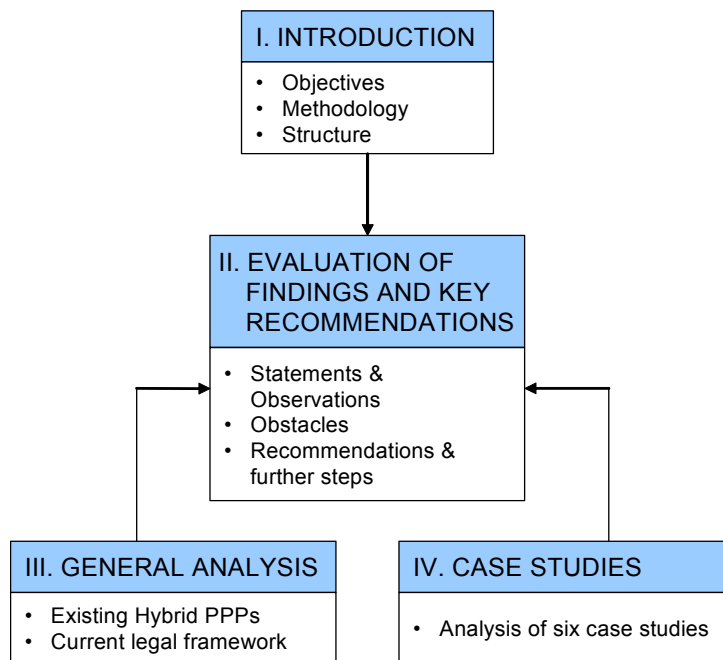 I. INTRODUCTION
• Objectives
• Methodology
• Structure
II. EVALUATION OF
FINDINGS AND KEY
RECOMMENDATIONS
• Statements &
Observations
• Obstacles
• Recommendations &
further steps
III. GENERAL ANALYSIS
• Existing Hybrid PPPs
• Current legal framework
IV. CASE STUDIES
• Analysis of six case studies